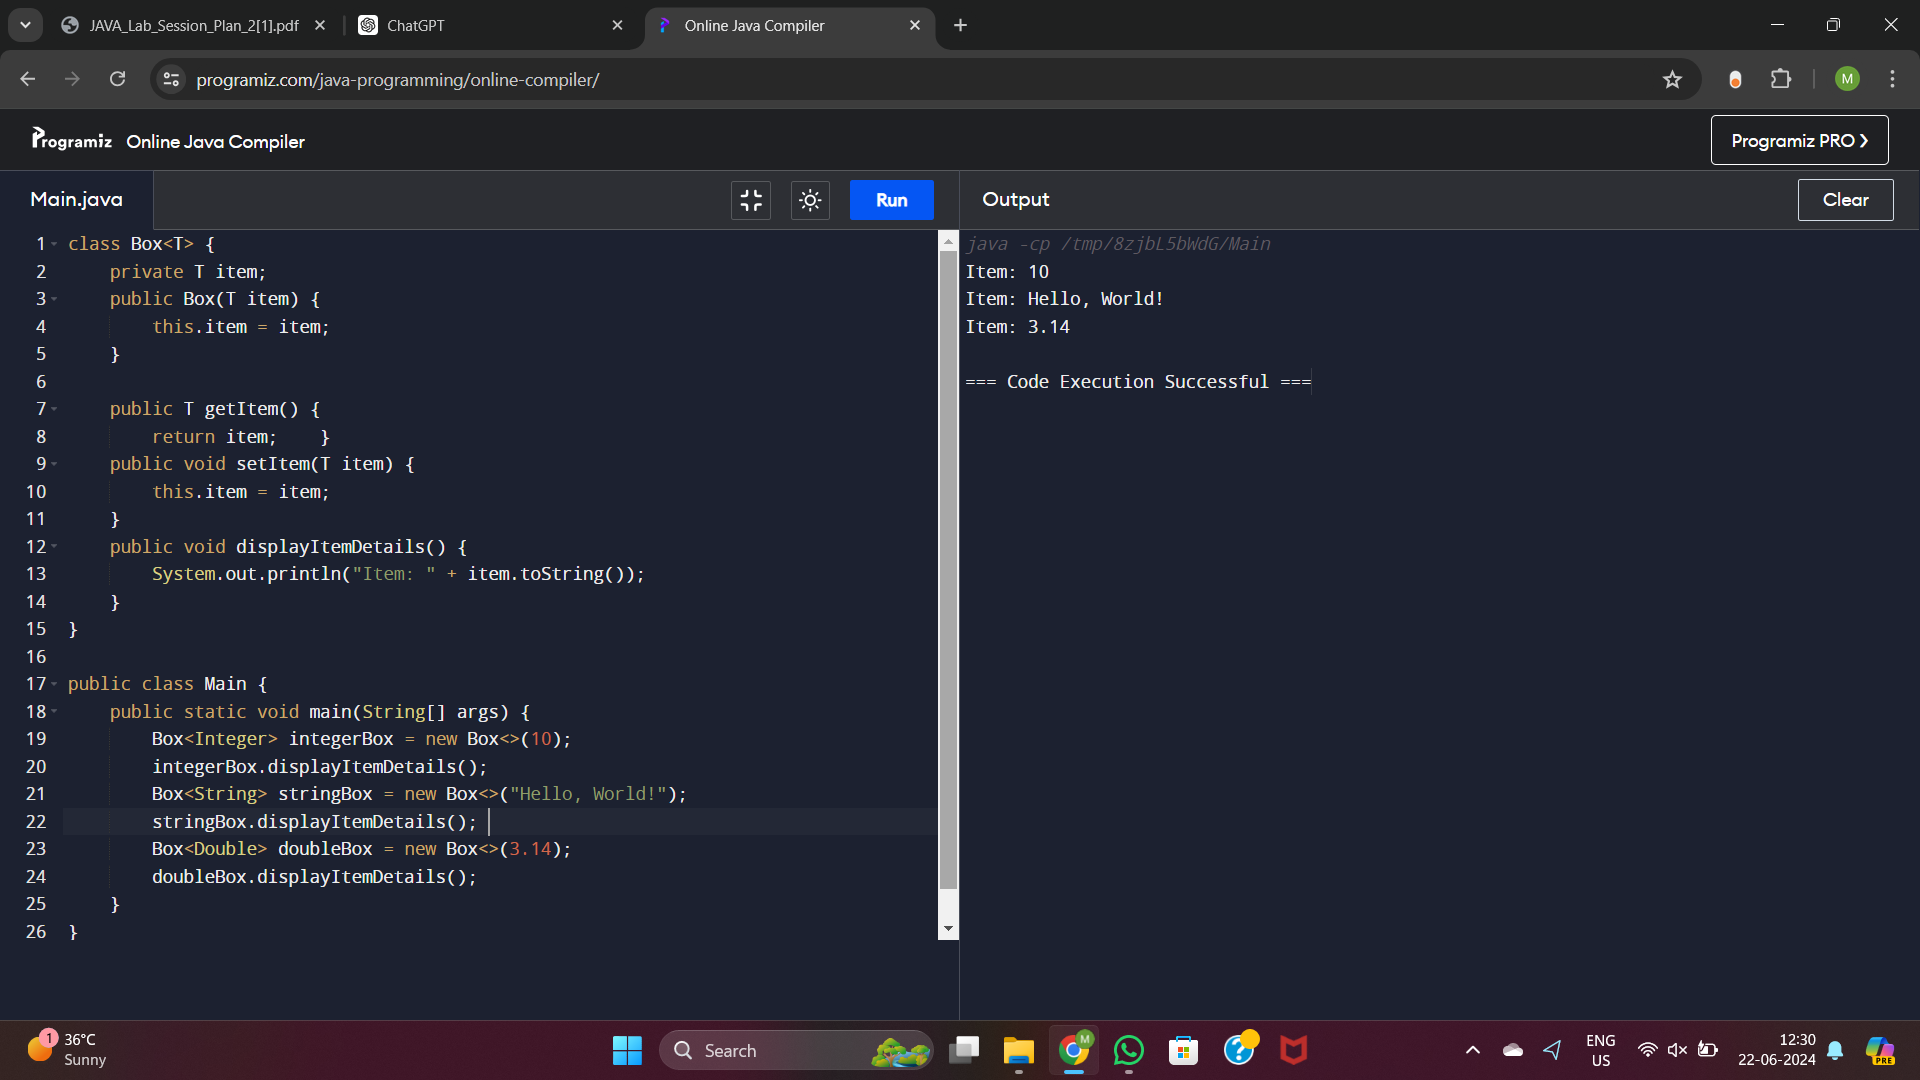 JAVA_Lab_Session_Plan_2[1].pdf
ChatGPT
Online Java Compiler
programiz.com/java-programming/online-compiler/
M
Programiz Online Java Compiler
Programiz PRO
Main.java
Run
Output
Clear
1 class Box<T> {
2     private T item;
3     public Box(T item) {
4         this.item = item;
5     }
6
7     public T getItem() {
8         return item;    }
9     public void setItem(T item) {
10         this.item = item;
11     }
12     public void displayItemDetails() {
13         System.out.println("Item: " + item.toString());
14     }
15 }
16
17 public class Main {
18     public static void main(String[] args) {
19         Box<Integer> integerBox = new Box<>(10);
20         integerBox.displayItemDetails();
21         Box<String> stringBox = new Box<>("Hello, World!");
22         stringBox.displayItemDetails();
23         Box<Double> doubleBox = new Box<>(3.14);
24         doubleBox.displayItemDetails();
25     }
26 }
java -cp /tmp/8zjbL5bWdG/Main
Item: 10
Item: Hello, World!
Item: 3.14
=== Code Execution Successful ===
1
36°C
Sunny
Search
M
ENG
US
12:30
22-06-2024
PRE